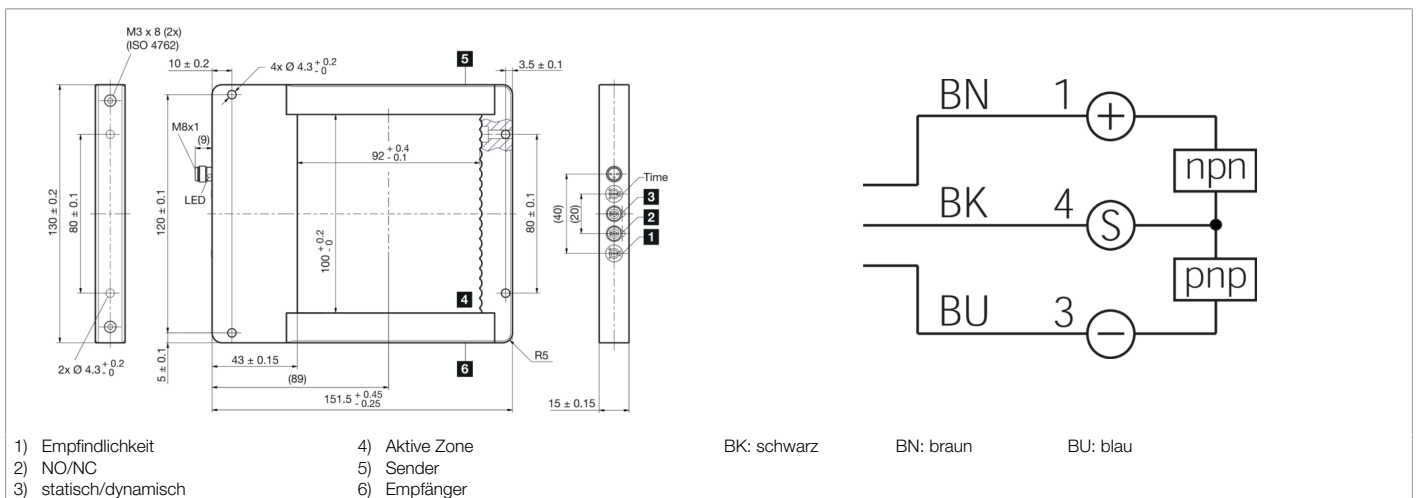 M3 x 8 (2x)
(ISO 4762)
10 ± 0.2
4x Ø 4.3 + 0.2 - 0
5
3.5 ± 0.1
M8x1
(9)
LED
92 + 0.4 - 0.1
130 ± 0.2
80 ± 0.1
120 ± 0.1
100 + 0.2 - 0
80 ± 0.1
(40)
(20)
Time
3
2
1
4
2x Ø 4.3 + 0.2 - 0
5 ± 0.1
43 ± 0.15
(89)
151.5 + 0.45 - 0.25
6
R5
15 ± 0.15
BN 1 +
npn
BK 4 S
pnp
BU 3 −
1) Empfindlichkeit
2) NO/NC
3) statisch/dynamisch
4) Aktive Zone
5) Sender
6) Empfänger
BK: schwarz BN: braun BU: blau